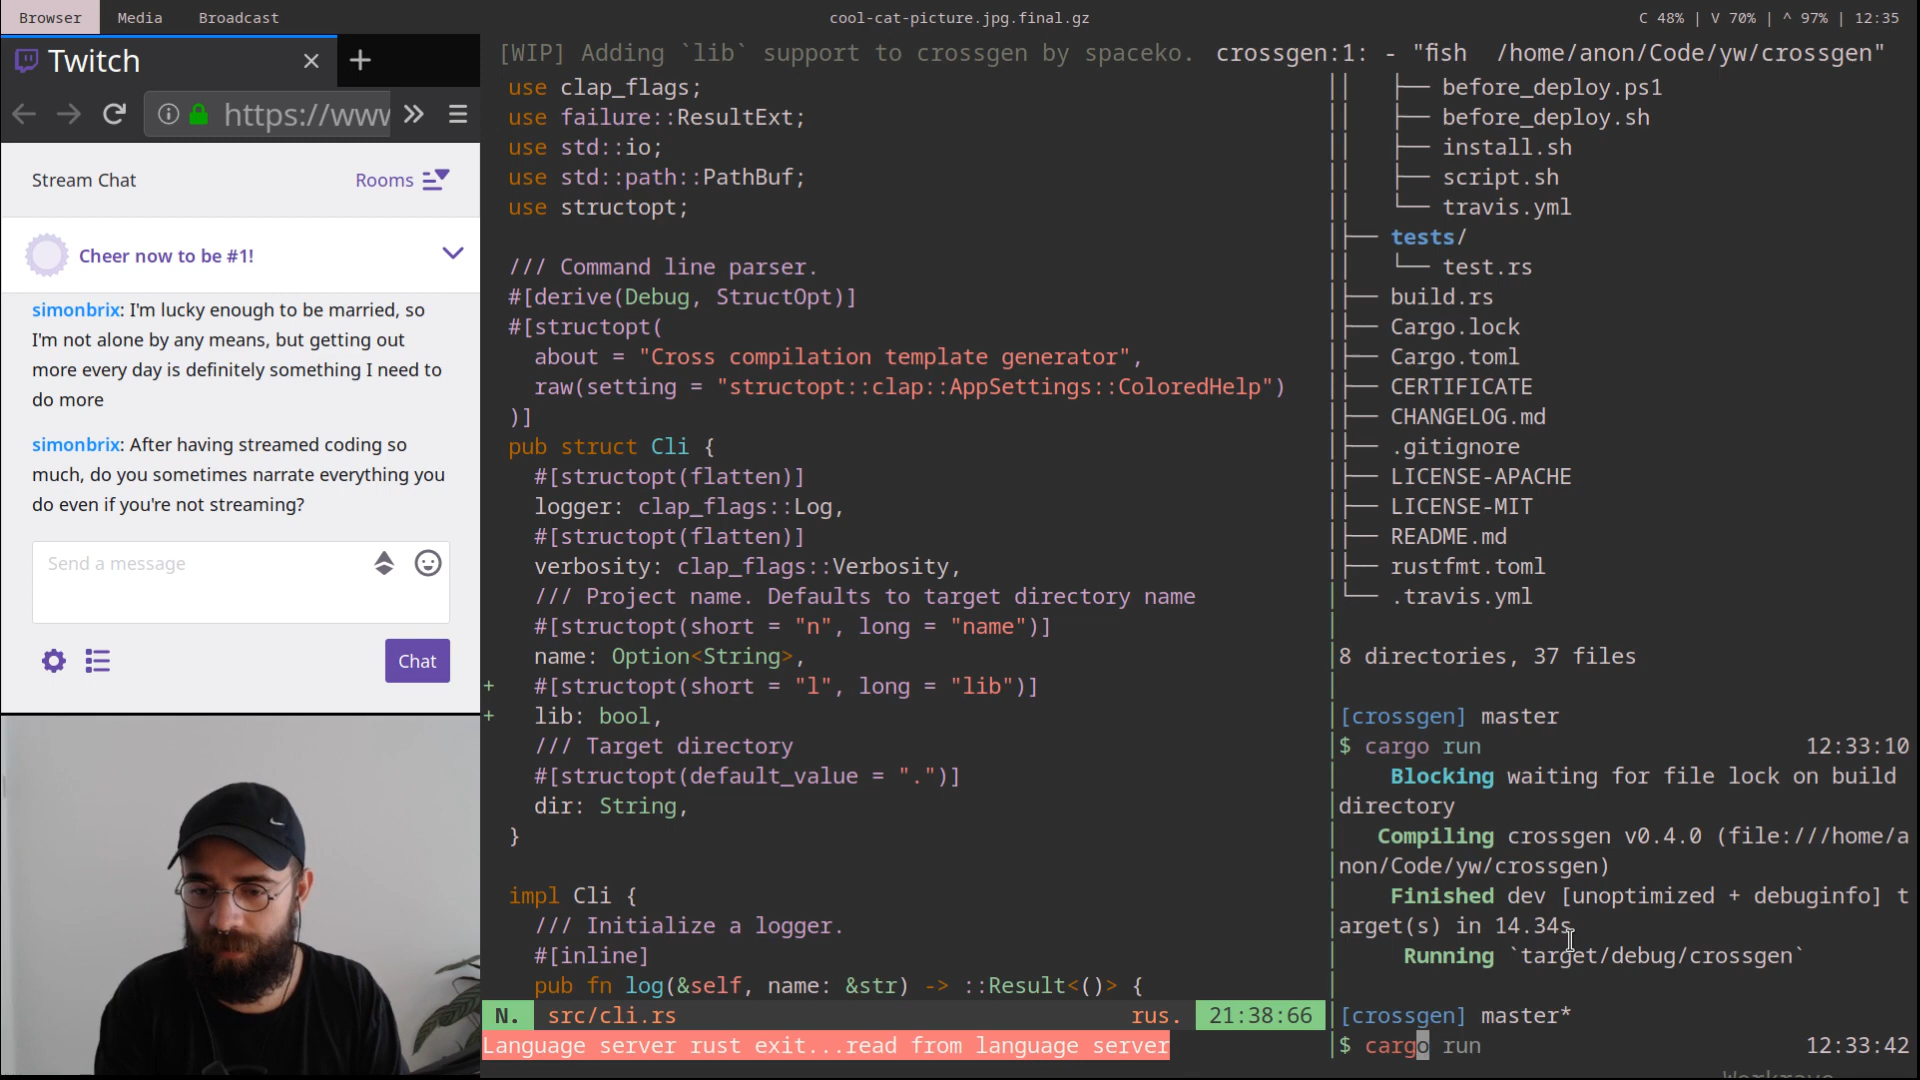 Browser Media Broadcast cool-cat-picture.jpg.final.gz C 48% | V 70% | ^ 97% | 12:35
Twitch
https://www
Stream Chat Rooms
Cheer now to be #1!
simonbrix: I'm lucky enough to be married, so
I'm not alone by any means, but getting out
more every day is definitely something I need to
do more
simonbrix: After having streamed coding so
much, do you sometimes narrate everything you
do even if you're not streaming?
Send a message
Chat
[WIP] Adding `lib` support to crossgen by spaceko.
use clap_flags;
use failure::ResultExt;
use std::io;
use std::path::PathBuf;
use structopt;
/// Command line parser.
#[derive(Debug, StructOpt)]
#[structopt(
about = "Cross compilation template generator",
raw(setting = "structopt::clap::AppSettings::ColoredHelp")
)]
pub struct Cli {
#[structopt(flatten)]
logger: clap_flags::Log,
#[structopt(flatten)]
verbosity: clap_flags::Verbosity,
/// Project name. Defaults to target directory name
#[structopt(short = "n", long = "name")]
name: Option<String>,
+ #[structopt(short = "l", long = "lib")]
+ lib: bool,
/// Target directory
#[structopt(default_value = ".")]
dir: String,
}
impl Cli {
/// Initialize a logger.
#[inline]
pub fn log(&self, name: &str) -> ::Result<()> {
N. src/cli.rs rus. 21:38:66
Language server rust exit...read from language server
crossgen:1: - "fish /home/anon/Code/yw/crossgen"
││   ├── before_deploy.ps1
││   ├── before_deploy.sh
││   ├── install.sh
││   ├── script.sh
││   └── travis.yml
│├── tests/
││   └── test.rs
│├── build.rs
│├── Cargo.lock
│├── Cargo.toml
│├── CERTIFICATE
│├── CHANGELOG.md
│├── .gitignore
│├── LICENSE-APACHE
│├── LICENSE-MIT
│├── README.md
│├── rustfmt.toml
│└── .travis.yml
8 directories, 37 files
[crossgen] master
$ cargo run 12:33:10
Blocking waiting for file lock on build
directory
Compiling crossgen v0.4.0 (file:///home/a
non/Code/yw/crossgen)
Finished dev [unoptimized + debuginfo] t
arget(s) in 14.34s
Running `target/debug/crossgen`
[crossgen] master*
$ cargo run 12:33:42